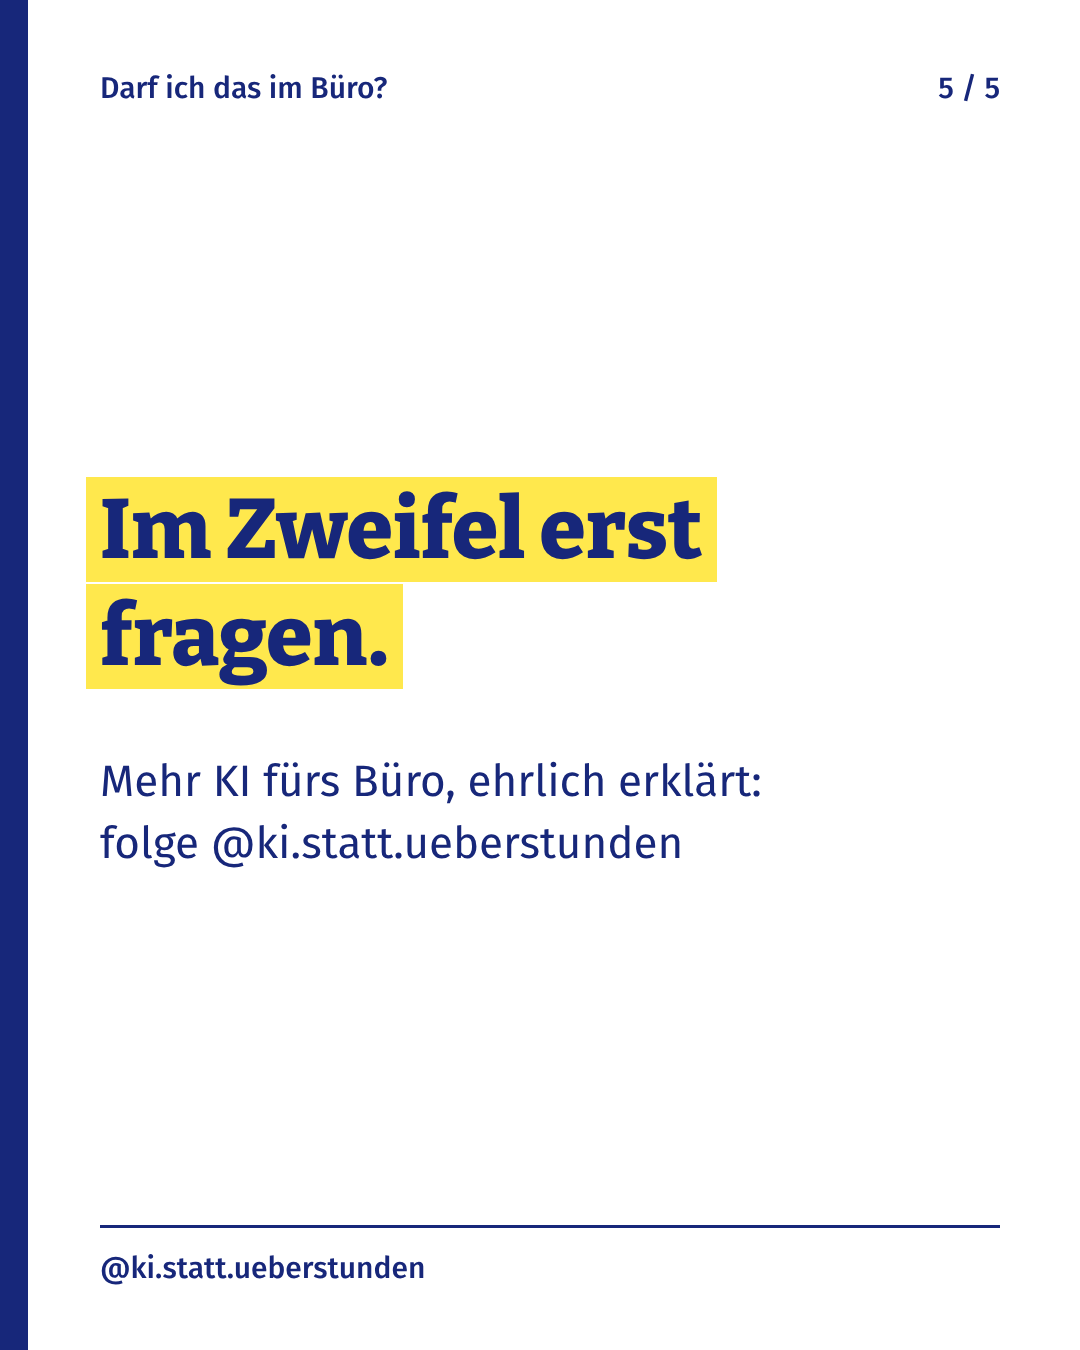 Darf ich das im Büro?
5 / 5
Im Zweifel erst
fragen.
Mehr KI fürs Büro, ehrlich erklärt:
folge @ki.statt.ueberstunden
@ki.statt.ueberstunden